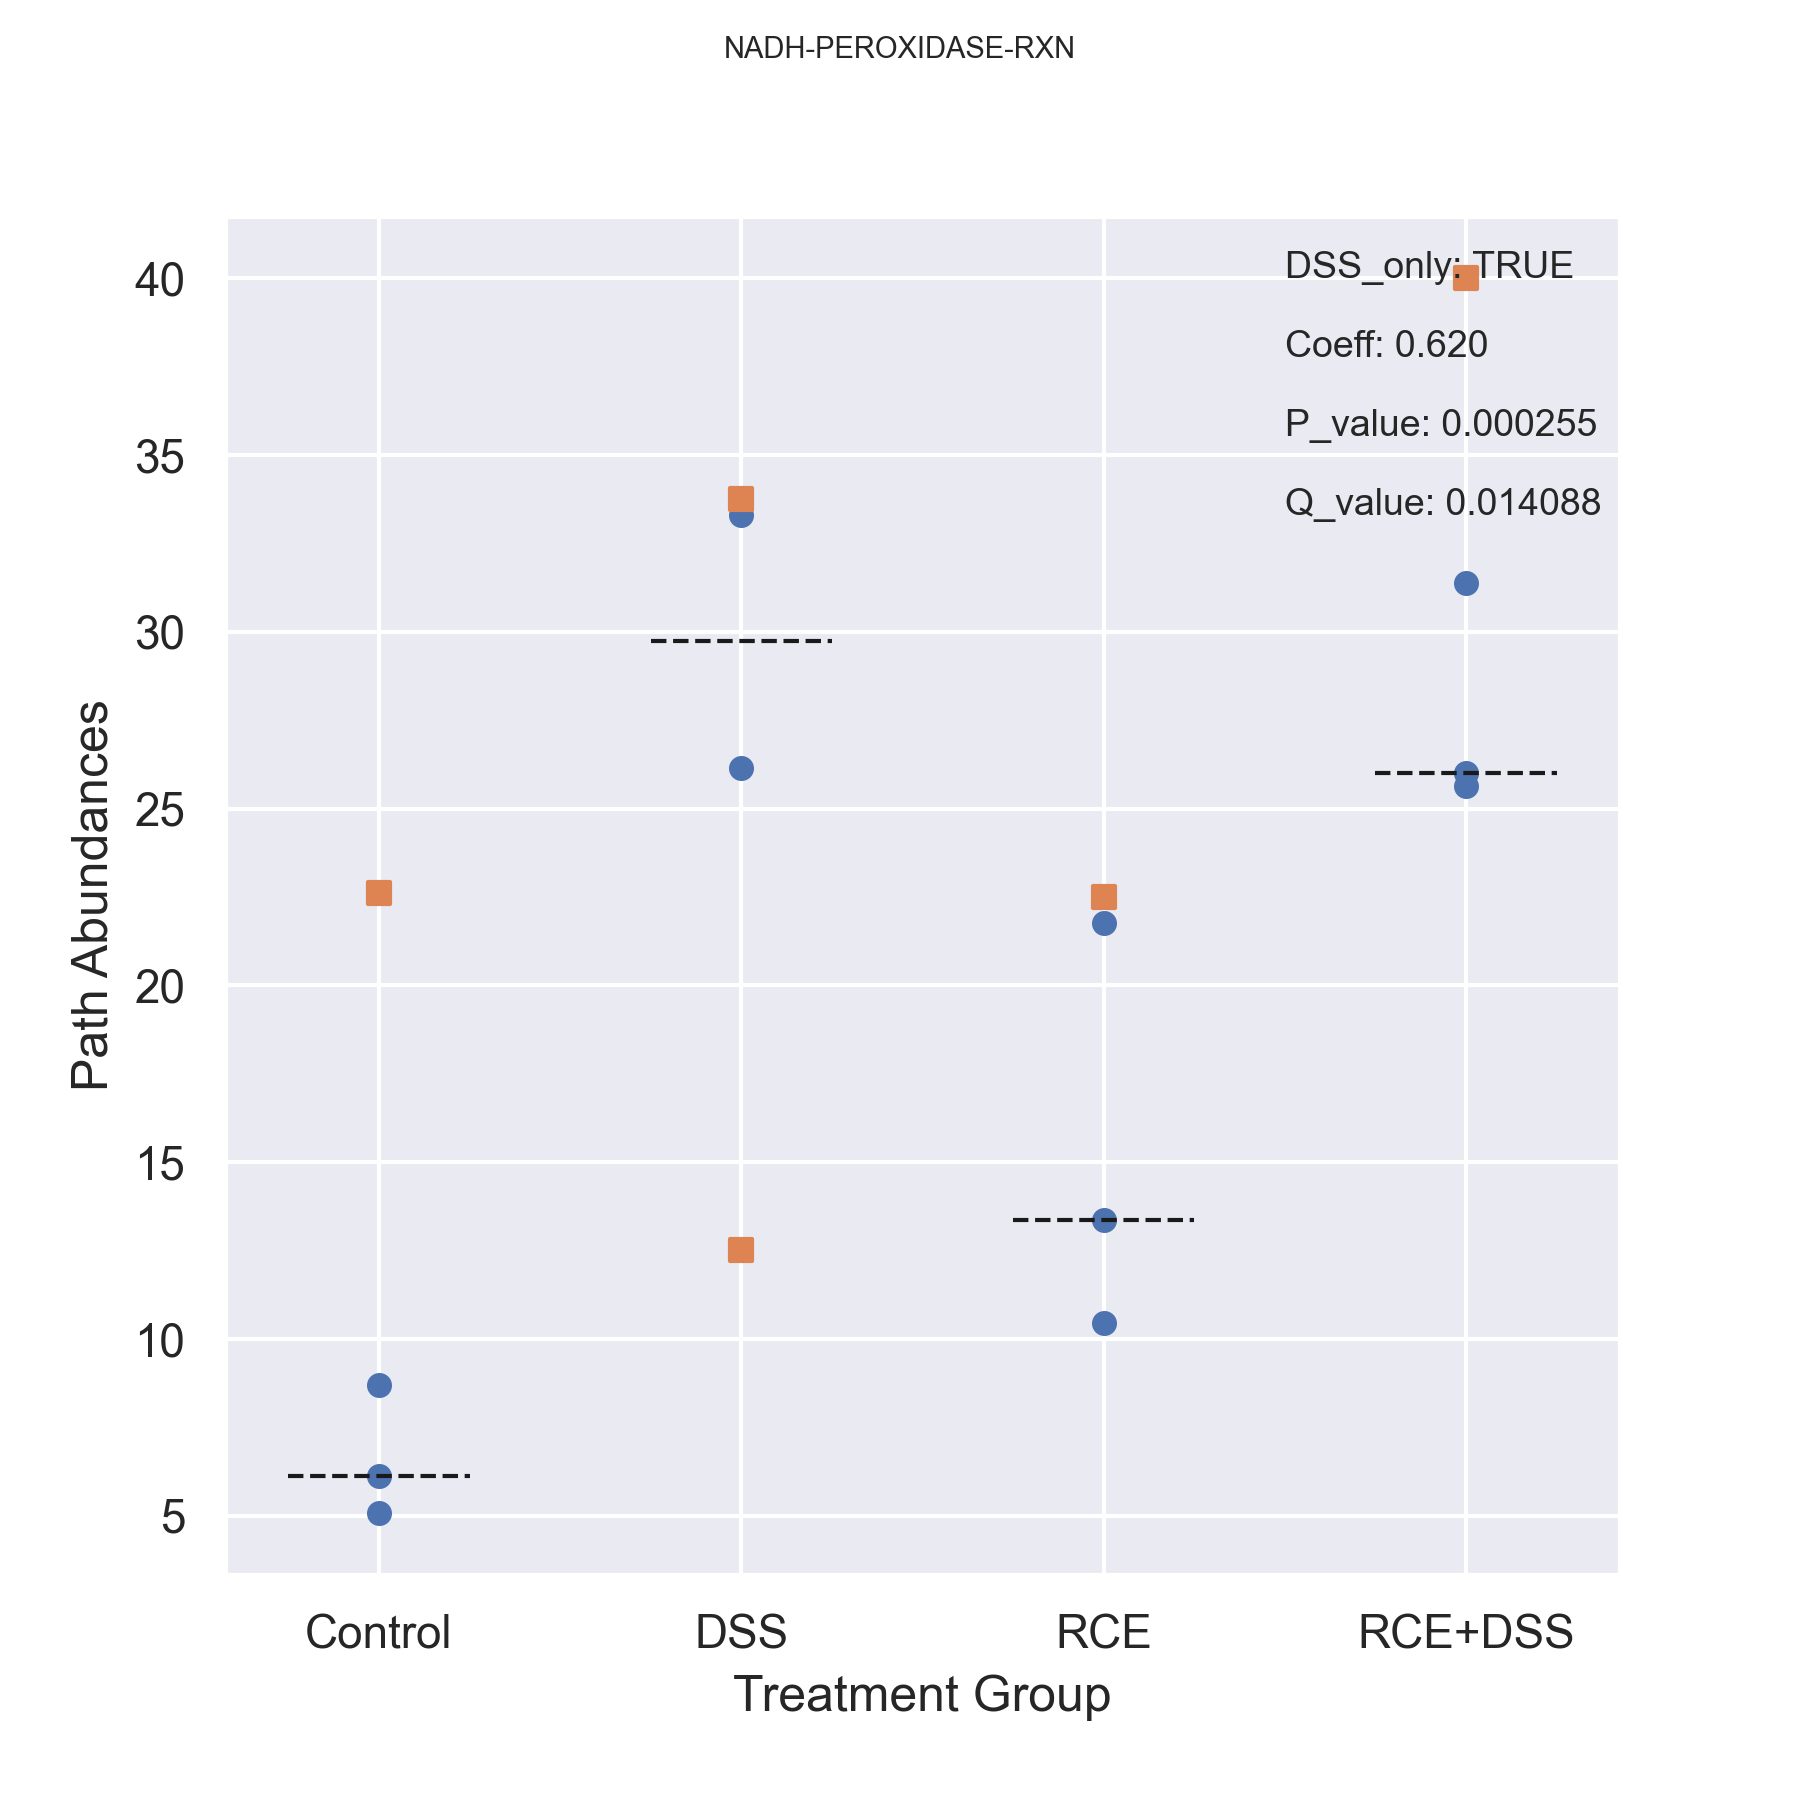 NADH-PEROXIDASE-RXN
DSS_only: TRUE
Coeff: 0.620
P_value: 0.000255
Q_value: 0.014088
Path Abundances
40
35
30
25
20
15
10
5
Control DSS RCE RCE+DSS
Treatment Group